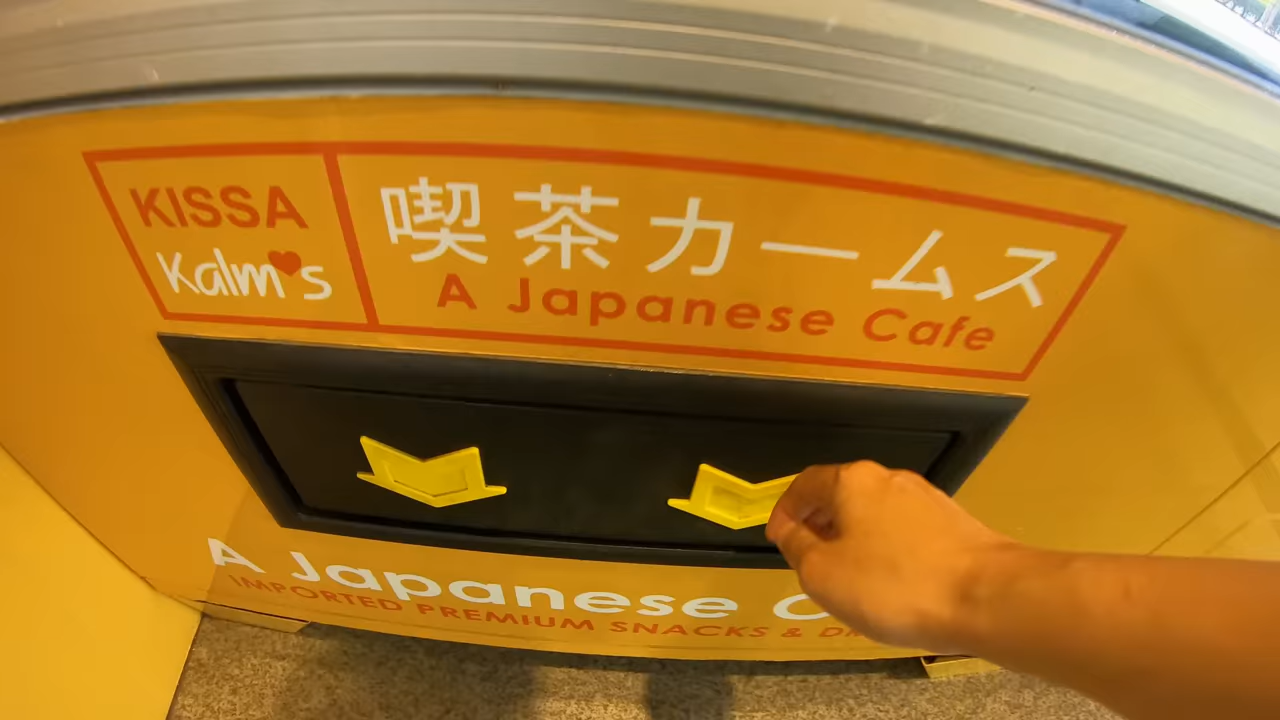 KISSA
Kalm's
喫茶カームス
A Japanese Cafe
A Japanese
IMPORTED PREMIUM SNACKS &